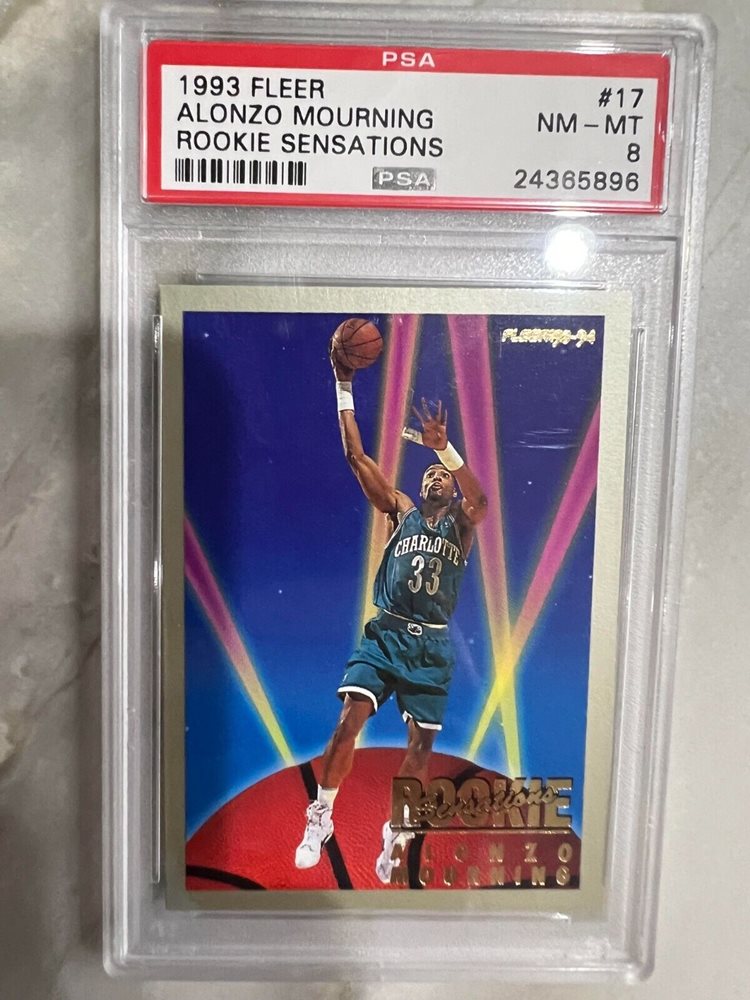 PSA
1993 FLEER #17
ALONZO MOURNING NM - MT
ROOKIE SENSATIONS 8
PSA 24365896
FLEER '93-94
CHARLOTTE
33
ROOKIE
Sensations
ALONZO
MOURNING